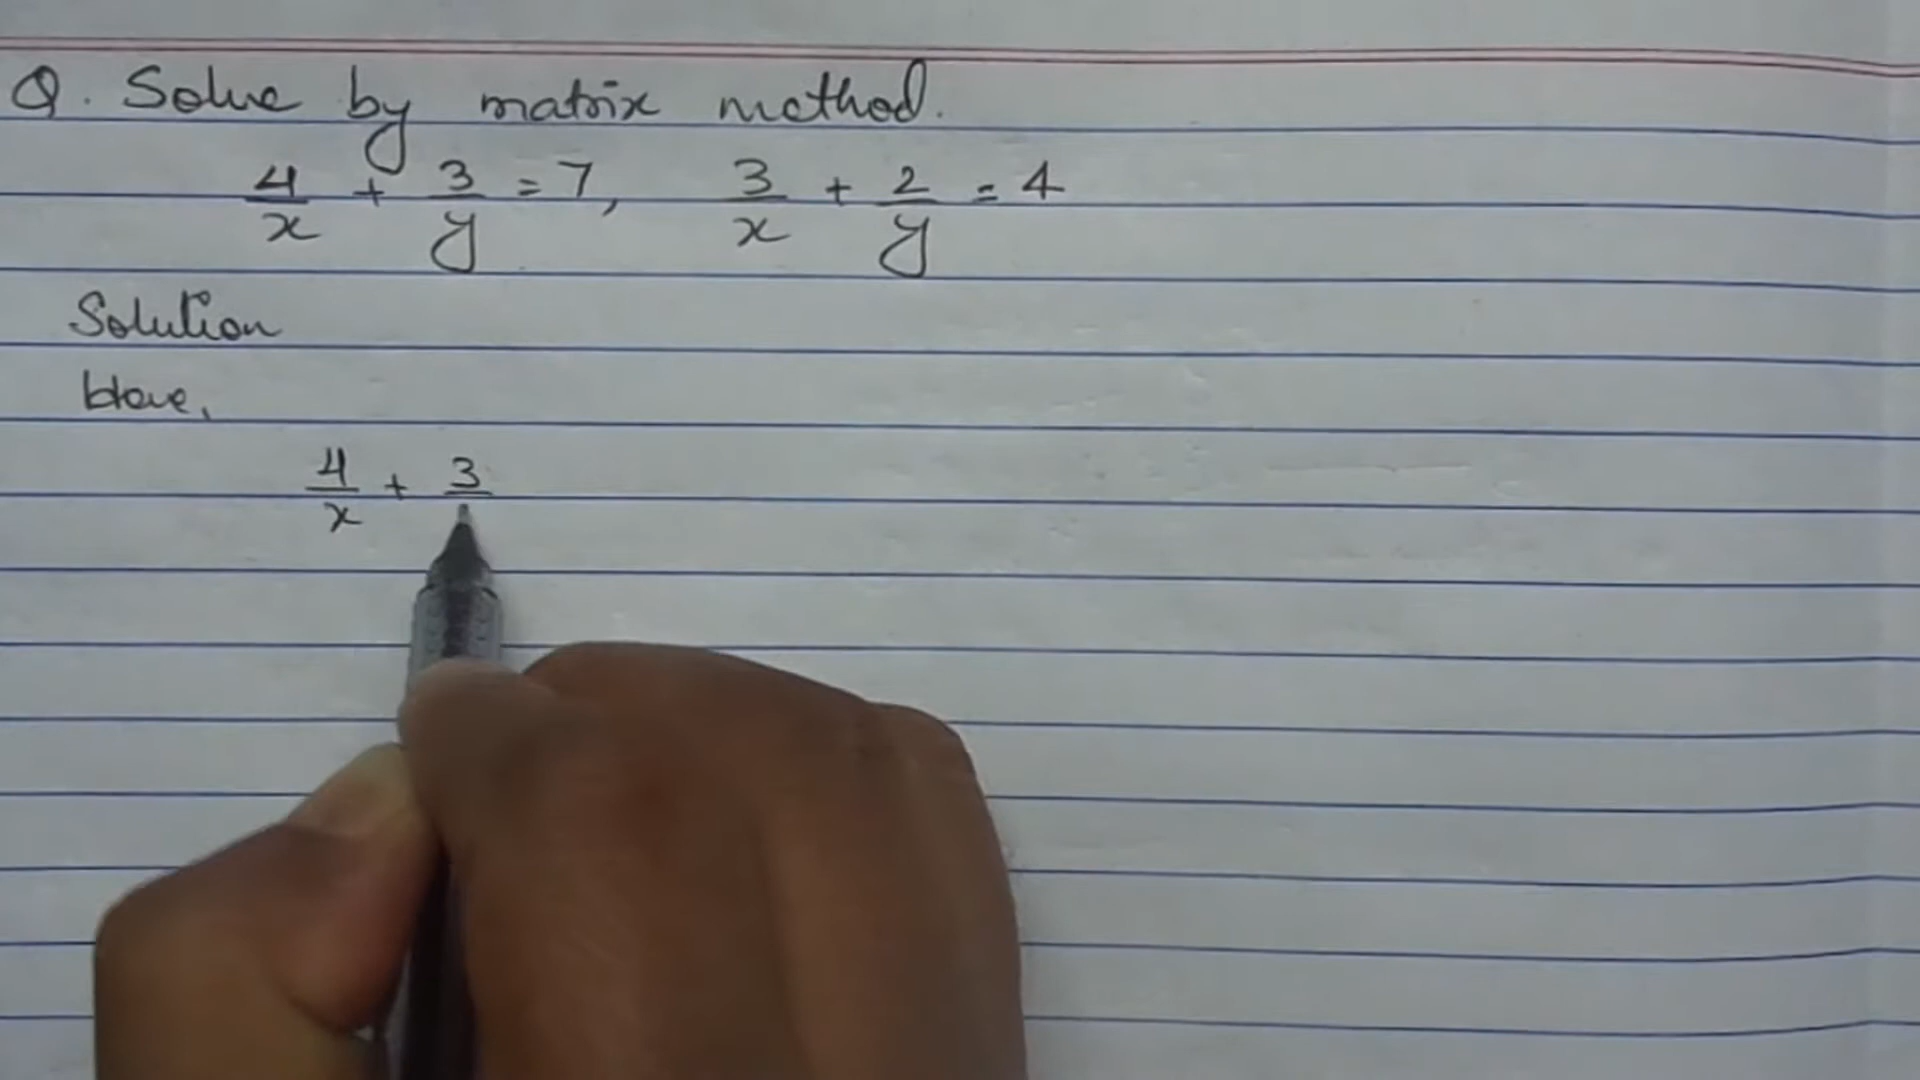 Q. Solve by matrix method.
4/x + 3/y = 7, 3/x + 2/y = 4
Solution
Here,
4/x + 3